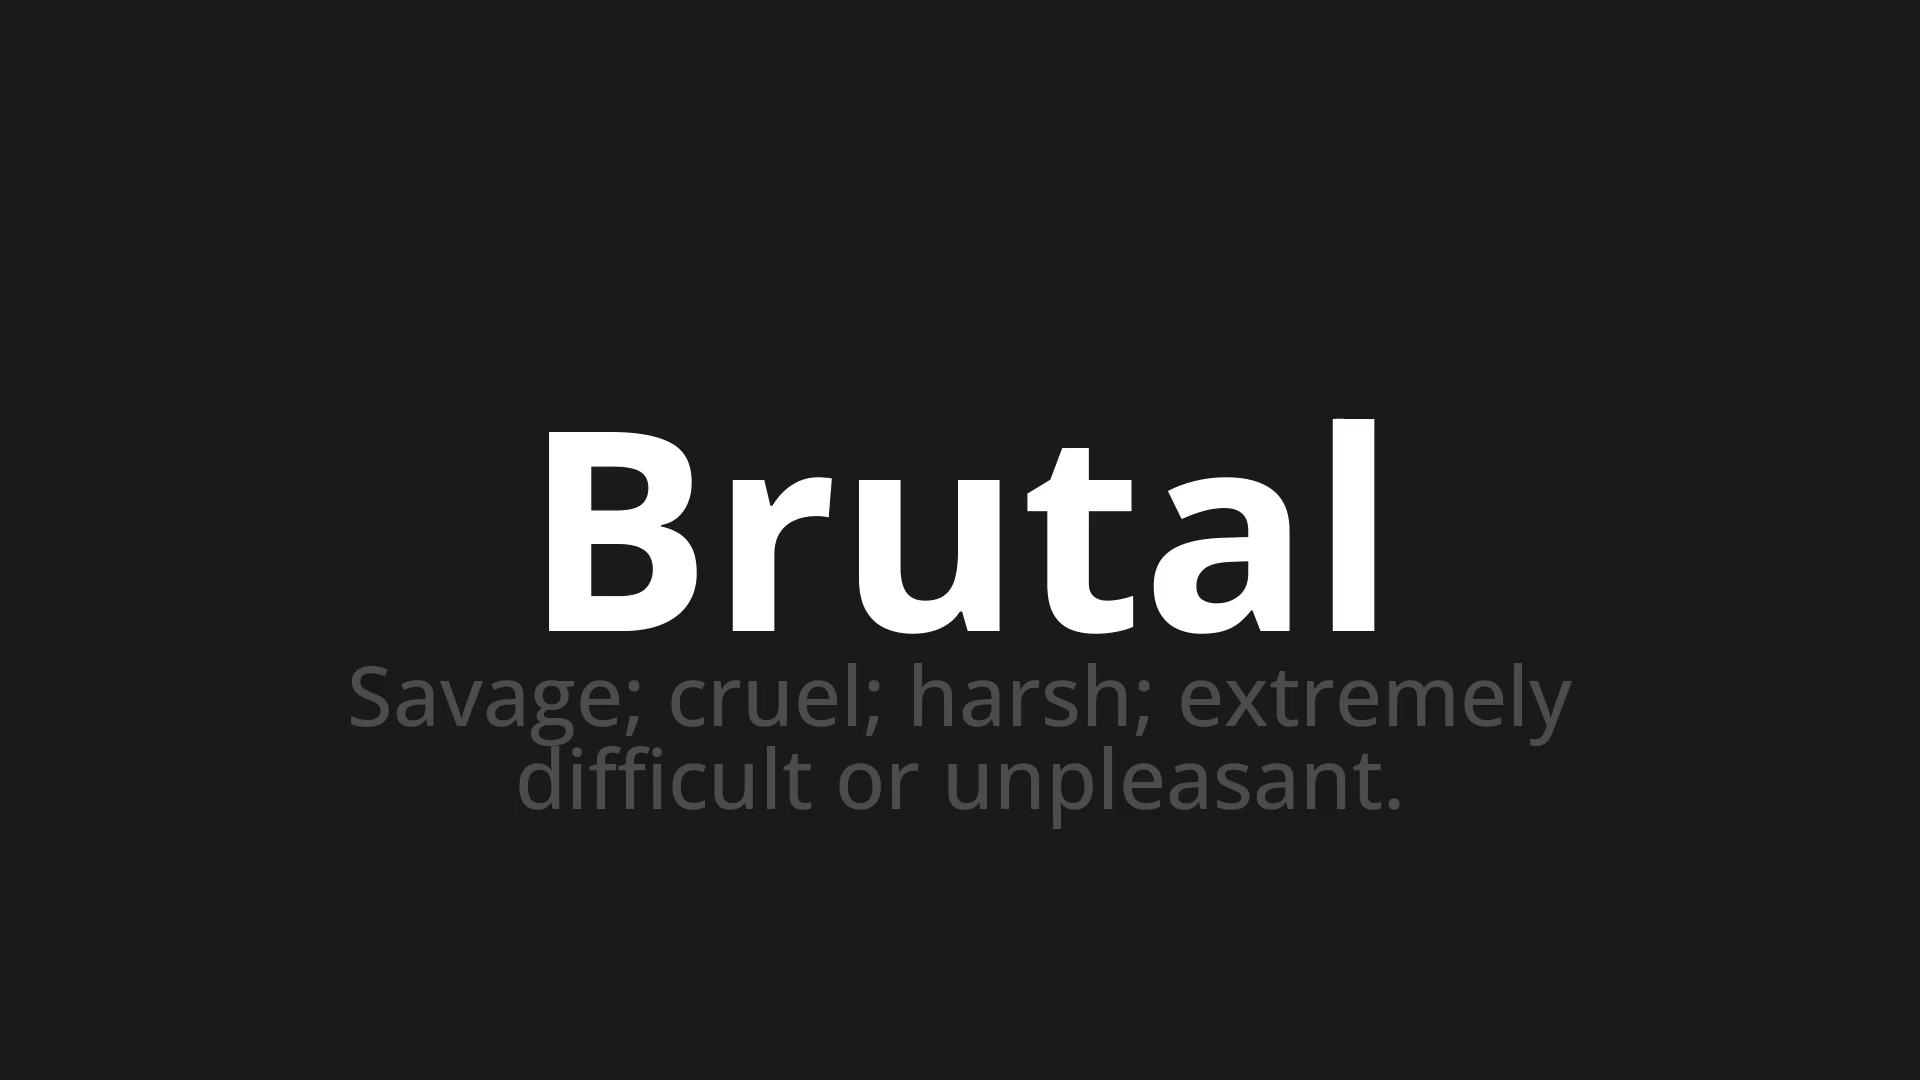 Brutal
Savage; cruel; harsh; extremely
difficult or unpleasant.